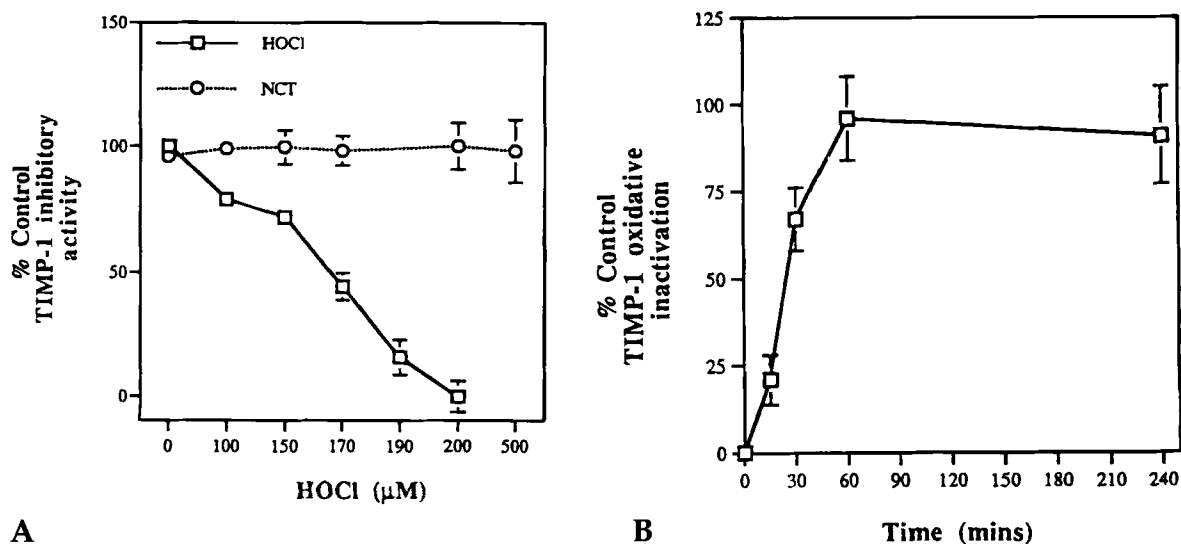 150
HOCl
NCT
100
50
0
% Control
TIMP-1 inhibitory
activity
0 100 150 170 190 200 500
HOCl (μM)
A
125
100
75
50
25
0
% Control
TIMP-1 oxidative
inactivation
0 30 60 90 120 150 180 210 240
Time (mins)
B